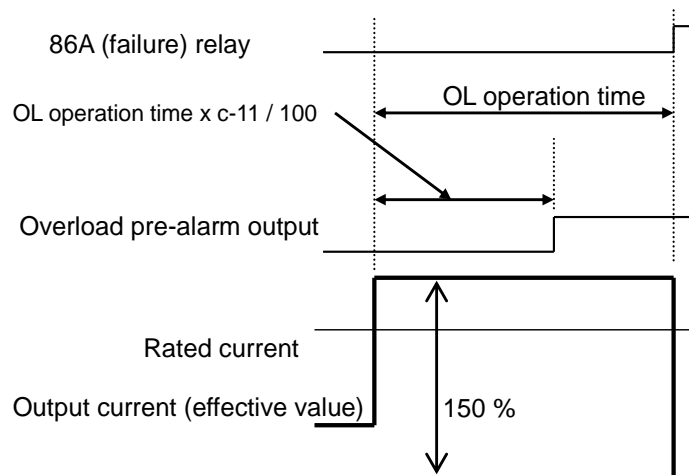 86A (failure) relay
OL operation time
OL operation time x c-11 / 100
Overload pre-alarm output
Rated current
Output current (effective value)
150 %